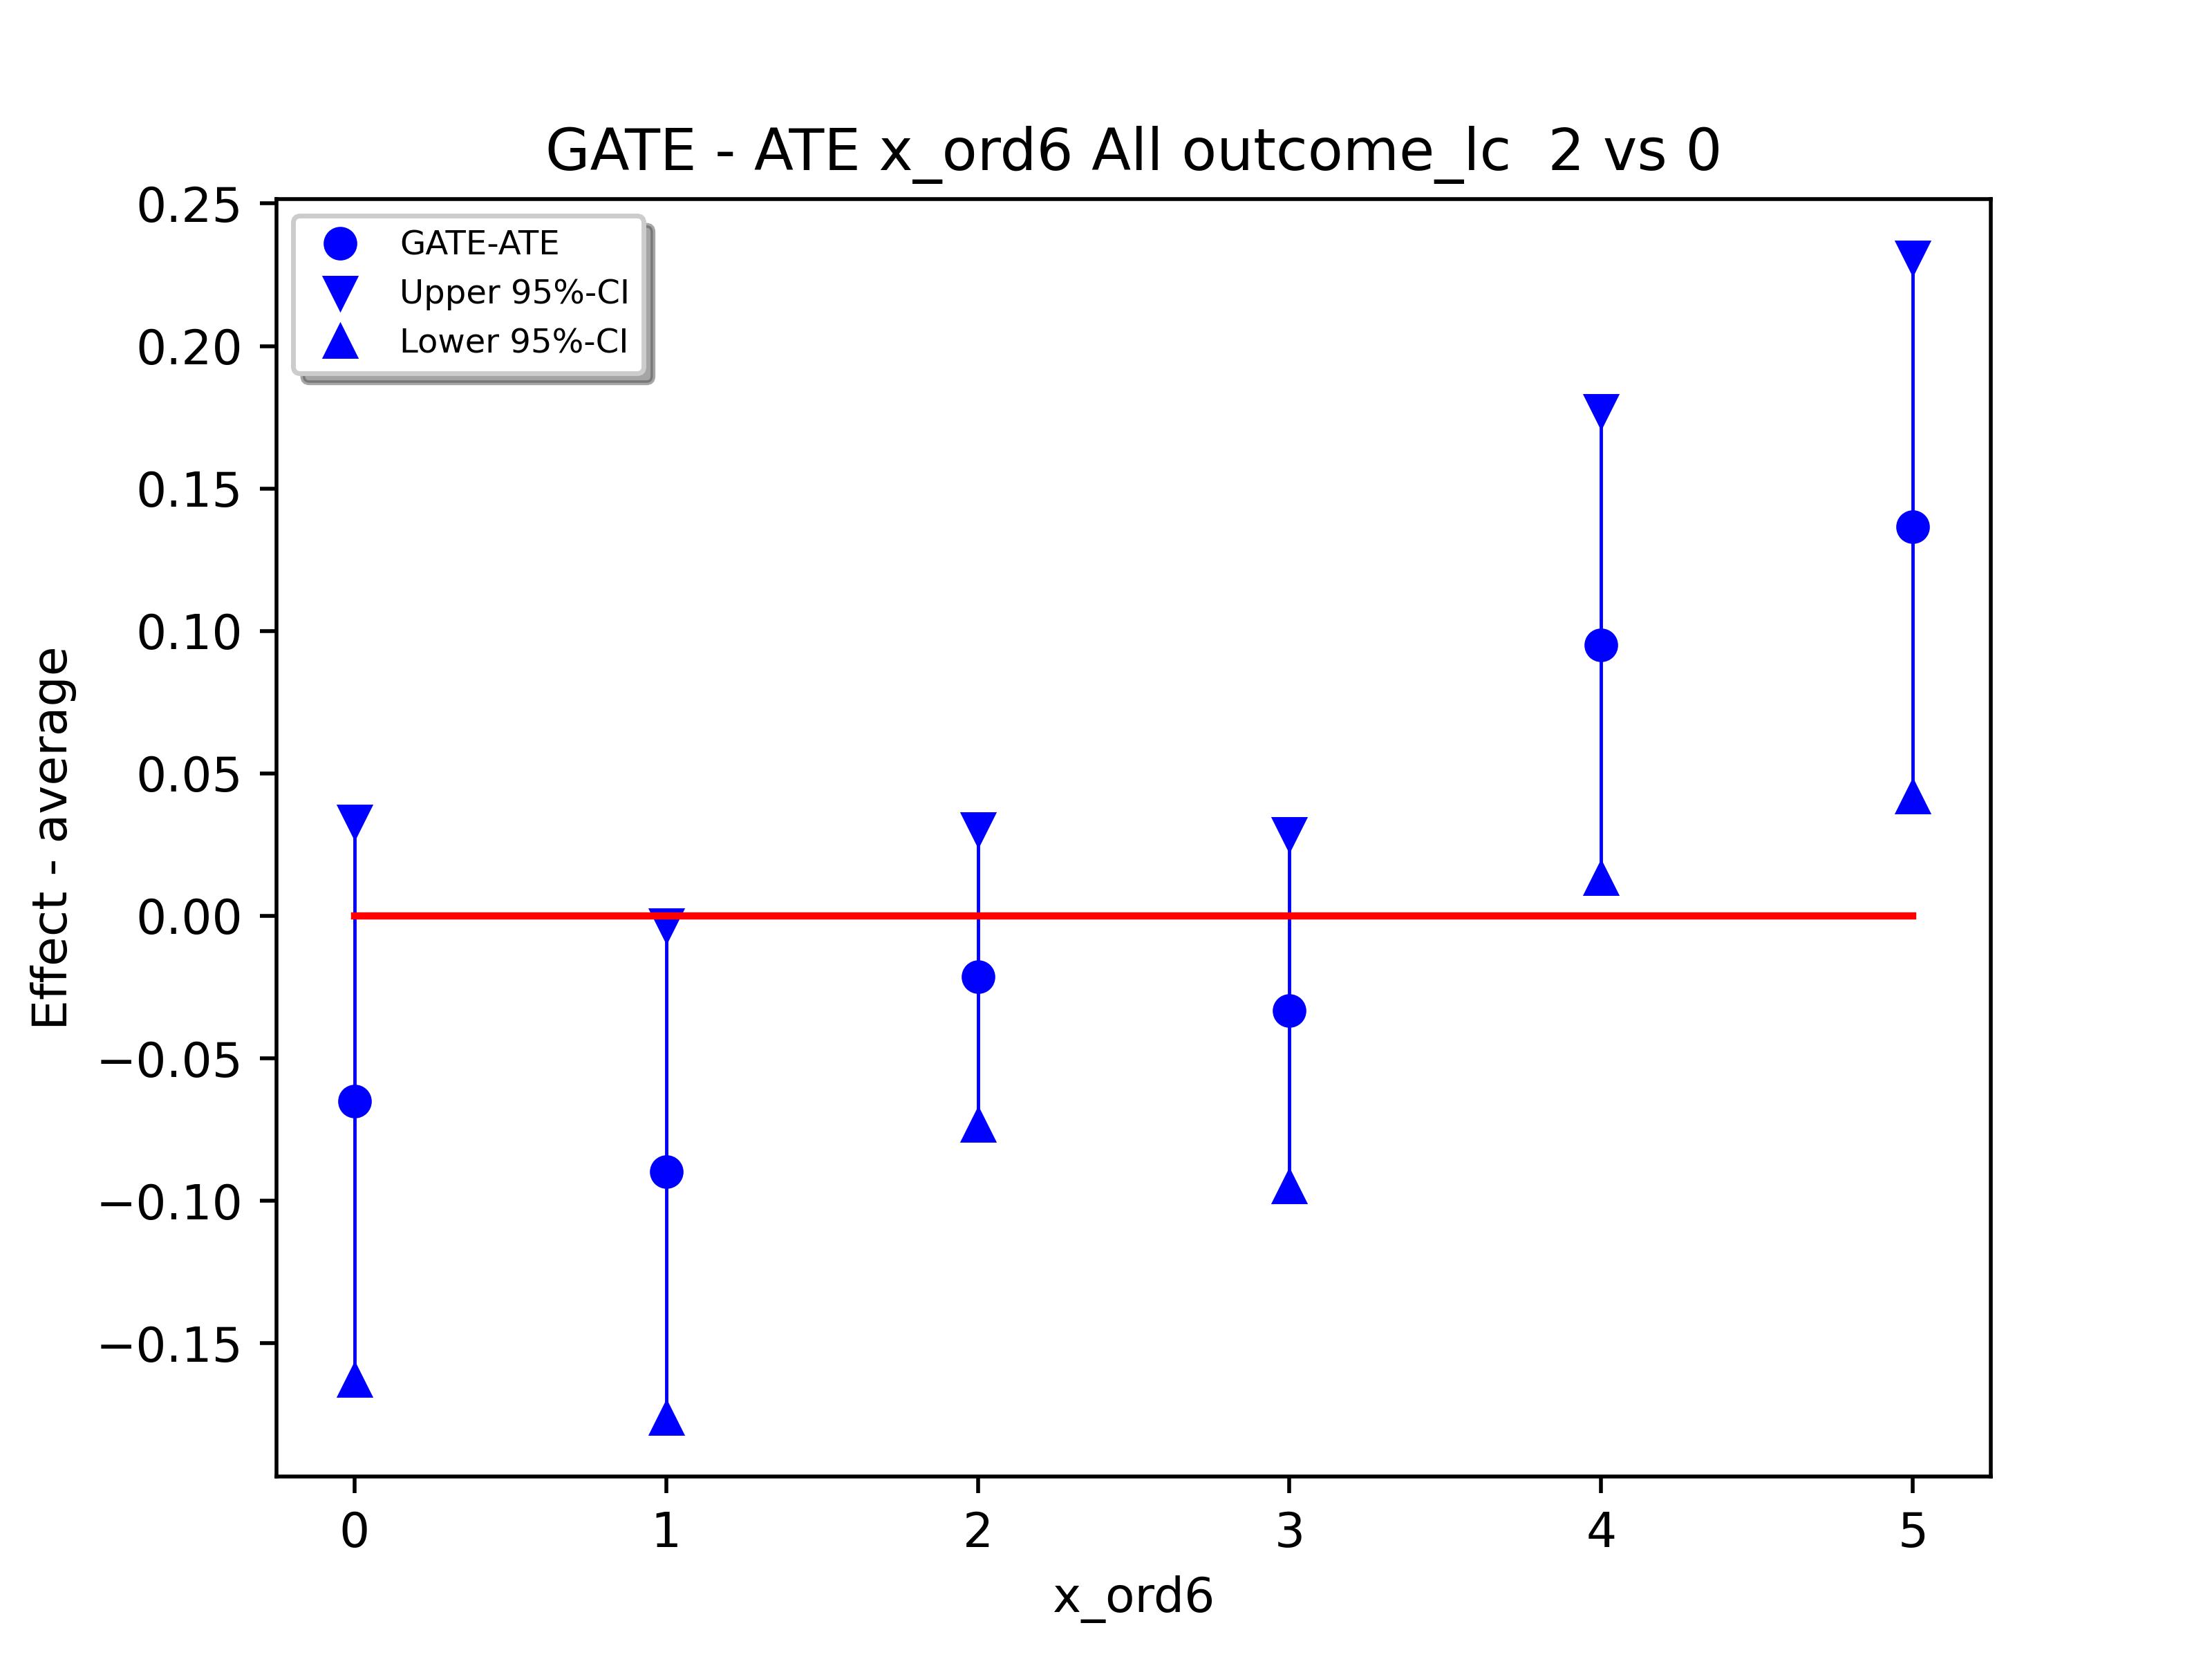 GATE - ATE x_ord6 All outcome_lc  2 vs 0
GATE-ATE
Upper 95%-CI
Lower 95%-CI
Effect - average
0.25
0.20
0.15
0.10
0.05
0.00
−0.05
−0.10
−0.15
0 1 2 3 4 5
x_ord6